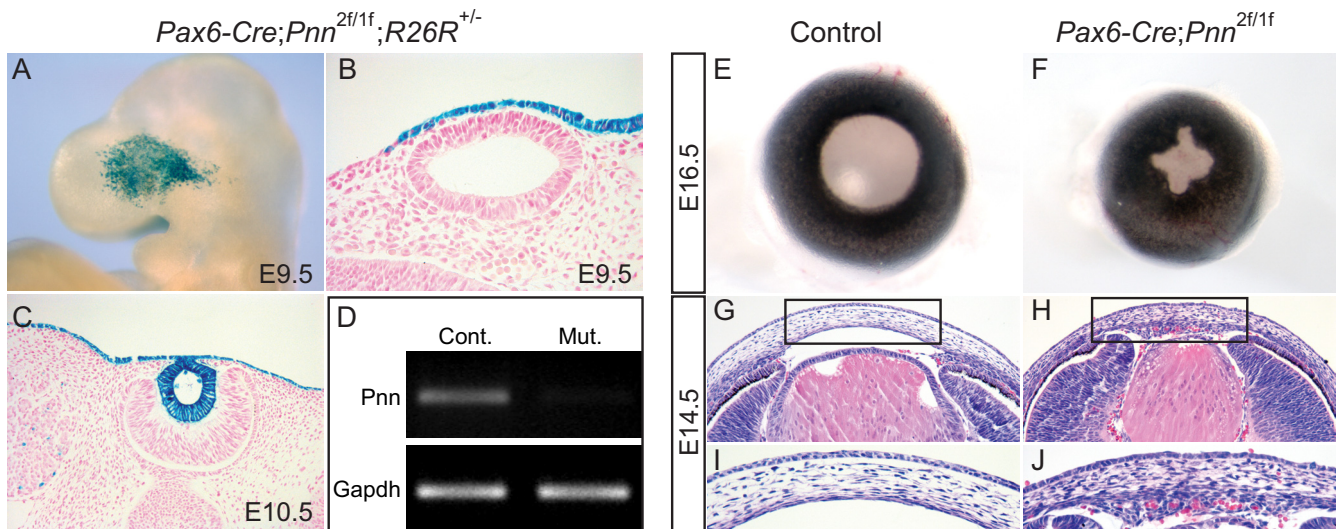 Pax6-Cre;Pnn2f/1f;R26R+/-
Control
Pax6-Cre;Pnn2f/1f
A
E9.5
B
E9.5
C
E10.5
D
Cont. Mut.
Pnn
Gapdh
E16.5
E
F
E14.5
G
H
I
J